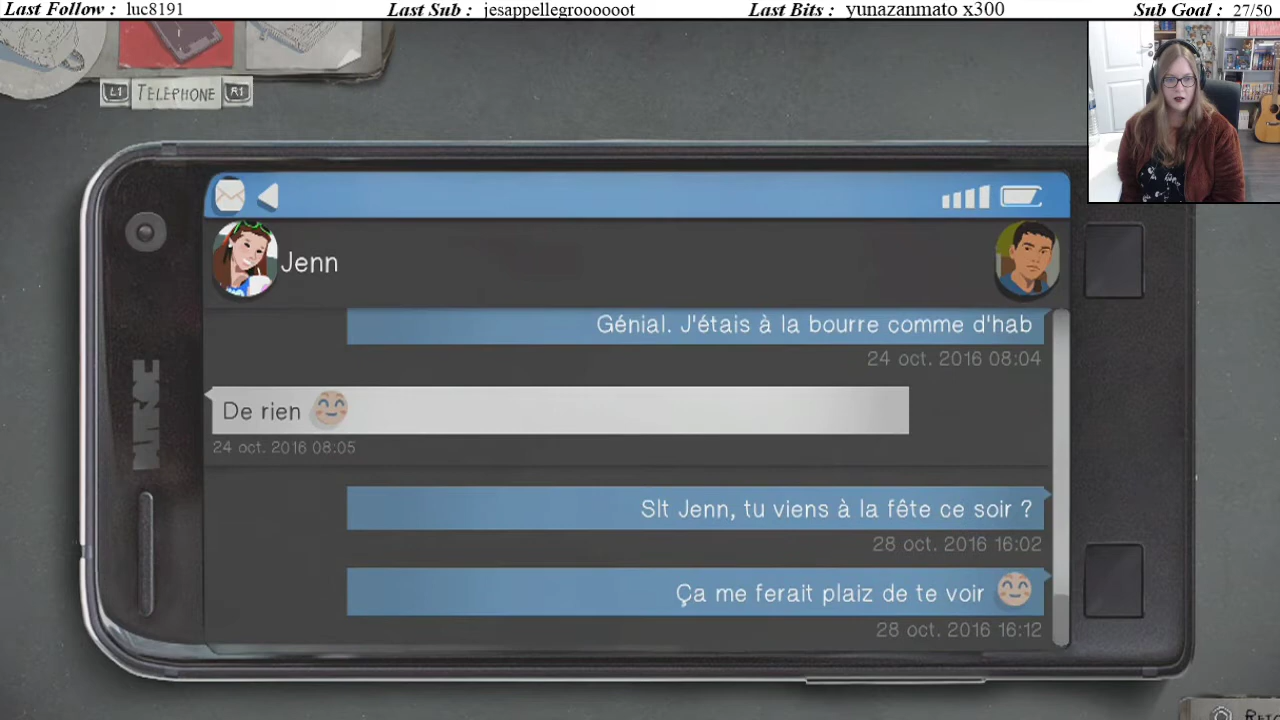 Last Follow : luc8191 Last Sub : jesappellegroooooot Last Bits : yunazanmato x300 Sub Goal : 27/50
L1 TÉLÉPHONE R1
Jenn
Génial. J'étais à la bourre comme d'hab
24 oct. 2016 08:04
De rien
24 oct. 2016 08:05
Slt Jenn, tu viens à la fête ce soir ?
28 oct. 2016 16:02
Ça me ferait plaiz de te voir
28 oct. 2016 16:12